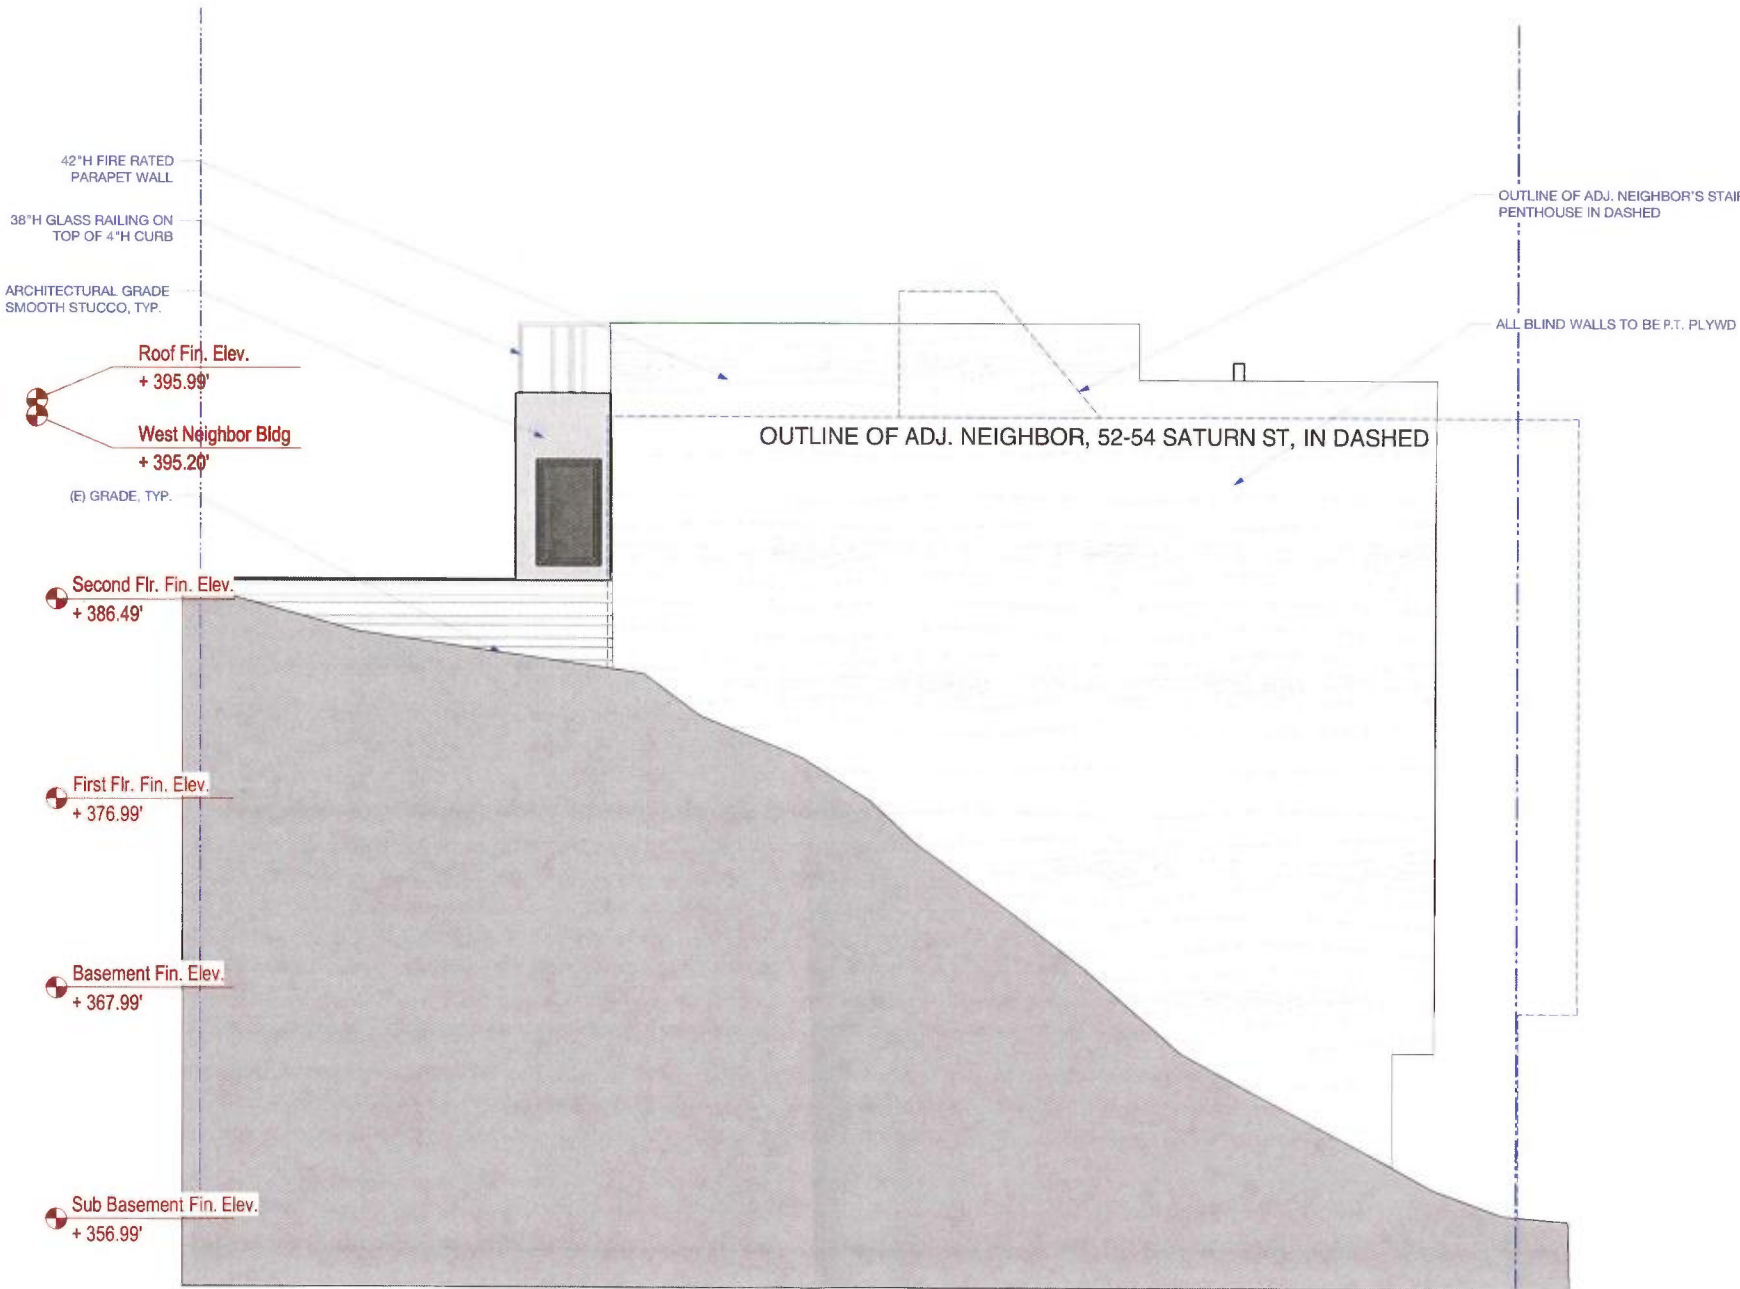 42"H FIRE RATED
PARAPET WALL
38"H GLASS RAILING ON
TOP OF 4"H CURB
ARCHITECTURAL GRADE
SMOOTH STUCCO, TYP.
Roof Fin. Elev.
+ 395.99'
West Neighbor Bldg
+ 395.20'
(E) GRADE, TYP.
Second Flr. Fin. Elev.
+ 386.49'
First Flr. Fin. Elev.
+ 376.99'
Basement Fin. Elev.
+ 367.99'
Sub Basement Fin. Elev.
+ 356.99'
OUTLINE OF ADJ. NEIGHBOR'S STAIR
PENTHOUSE IN DASHED
ALL BLIND WALLS TO BE P.T. PLYWD
OUTLINE OF ADJ. NEIGHBOR, 52-54 SATURN ST, IN DASHED